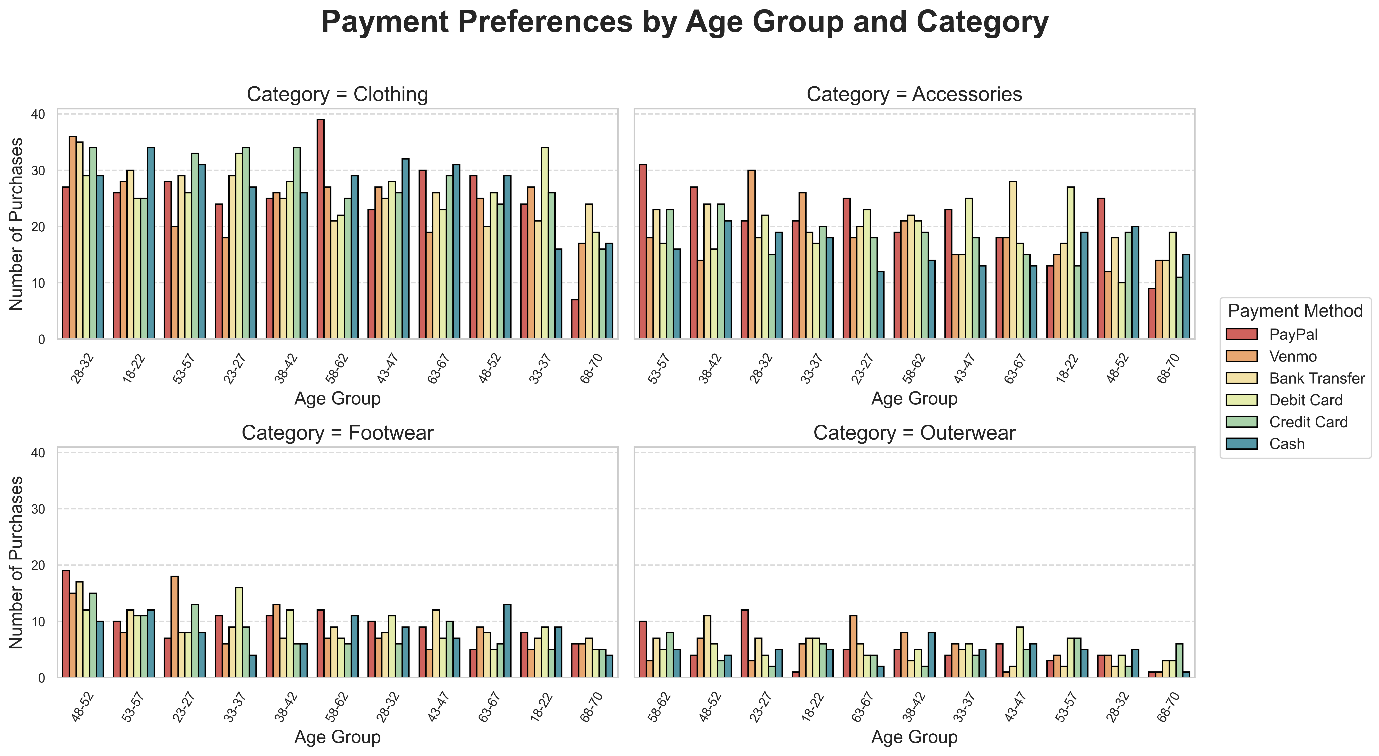 Payment Preferences by Age Group and Category
Category = Clothing
Number of Purchases
40
30
20
10
0
28-32 18-22 53-57 23-27 38-42 58-62 43-47 63-67 48-52 33-37 68-70
Age Group
Category = Accessories
53-57 38-42 28-32 33-37 23-27 58-62 43-47 63-67 18-22 48-52 68-70
Age Group
Category = Footwear
Number of Purchases
40
30
20
10
0
48-52 53-57 23-27 33-37 38-42 58-62 28-32 43-47 63-67 18-22 68-70
Age Group
Category = Outerwear
58-62 48-52 23-27 18-22 63-67 38-42 33-37 43-47 53-57 28-32 68-70
Age Group
Payment Method
PayPal
Venmo
Bank Transfer
Debit Card
Credit Card
Cash